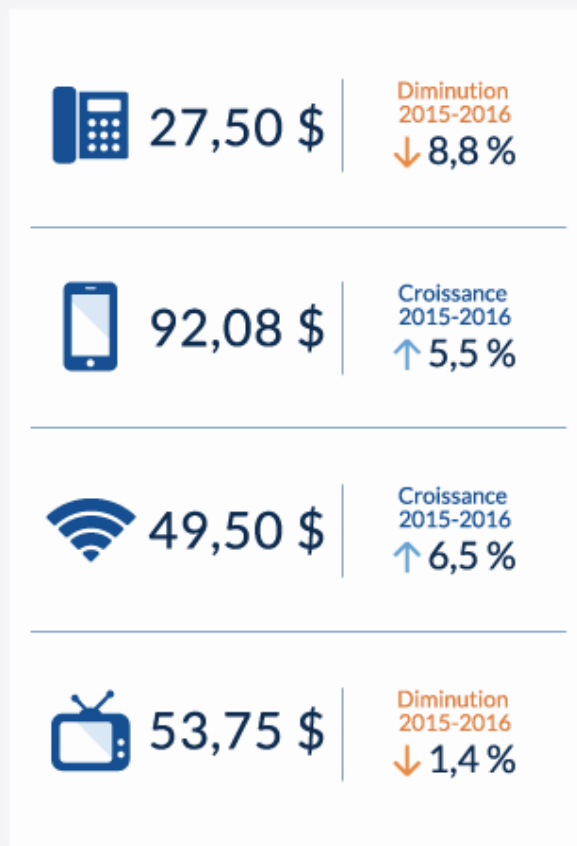 27,50 $
Diminution
2015-2016
↓ 8,8 %
92,08 $
Croissance
2015-2016
↑ 5,5 %
49,50 $
Croissance
2015-2016
↑ 6,5 %
53,75 $
Diminution
2015-2016
↓ 1,4 %